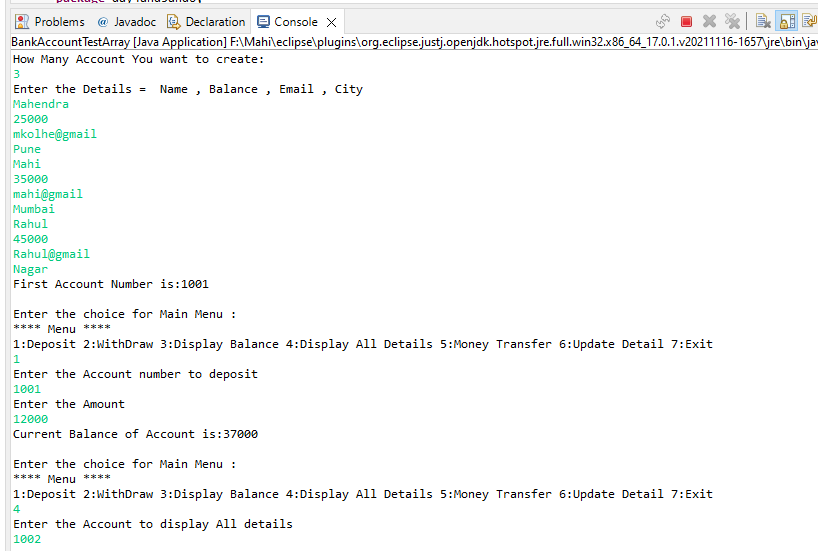 Problems @ Javadoc Declaration Console
BankAccountTestArray [Java Application] F:\Mahi\eclipse\plugins\org.eclipse.justj.openjdk.hotspot.jre.full.win32.x86_64_17.0.1.v20211116-1657\jre\bin\jav
How Many Account You want to create:
3
Enter the Details =  Name , Balance , Email , City
Mahendra
25000
mkolhe@gmail
Pune
Mahi
35000
mahi@gmail
Mumbai
Rahul
45000
Rahul@gmail
Nagar
First Account Number is:1001
Enter the choice for Main Menu :
**** Menu ****
1:Deposit 2:WithDraw 3:Display Balance 4:Display All Details 5:Money Transfer 6:Update Detail 7:Exit
1
Enter the Account number to deposit
1001
Enter the Amount
12000
Current Balance of Account is:37000
Enter the choice for Main Menu :
**** Menu ****
1:Deposit 2:WithDraw 3:Display Balance 4:Display All Details 5:Money Transfer 6:Update Detail 7:Exit
4
Enter the Account to display All details
1002